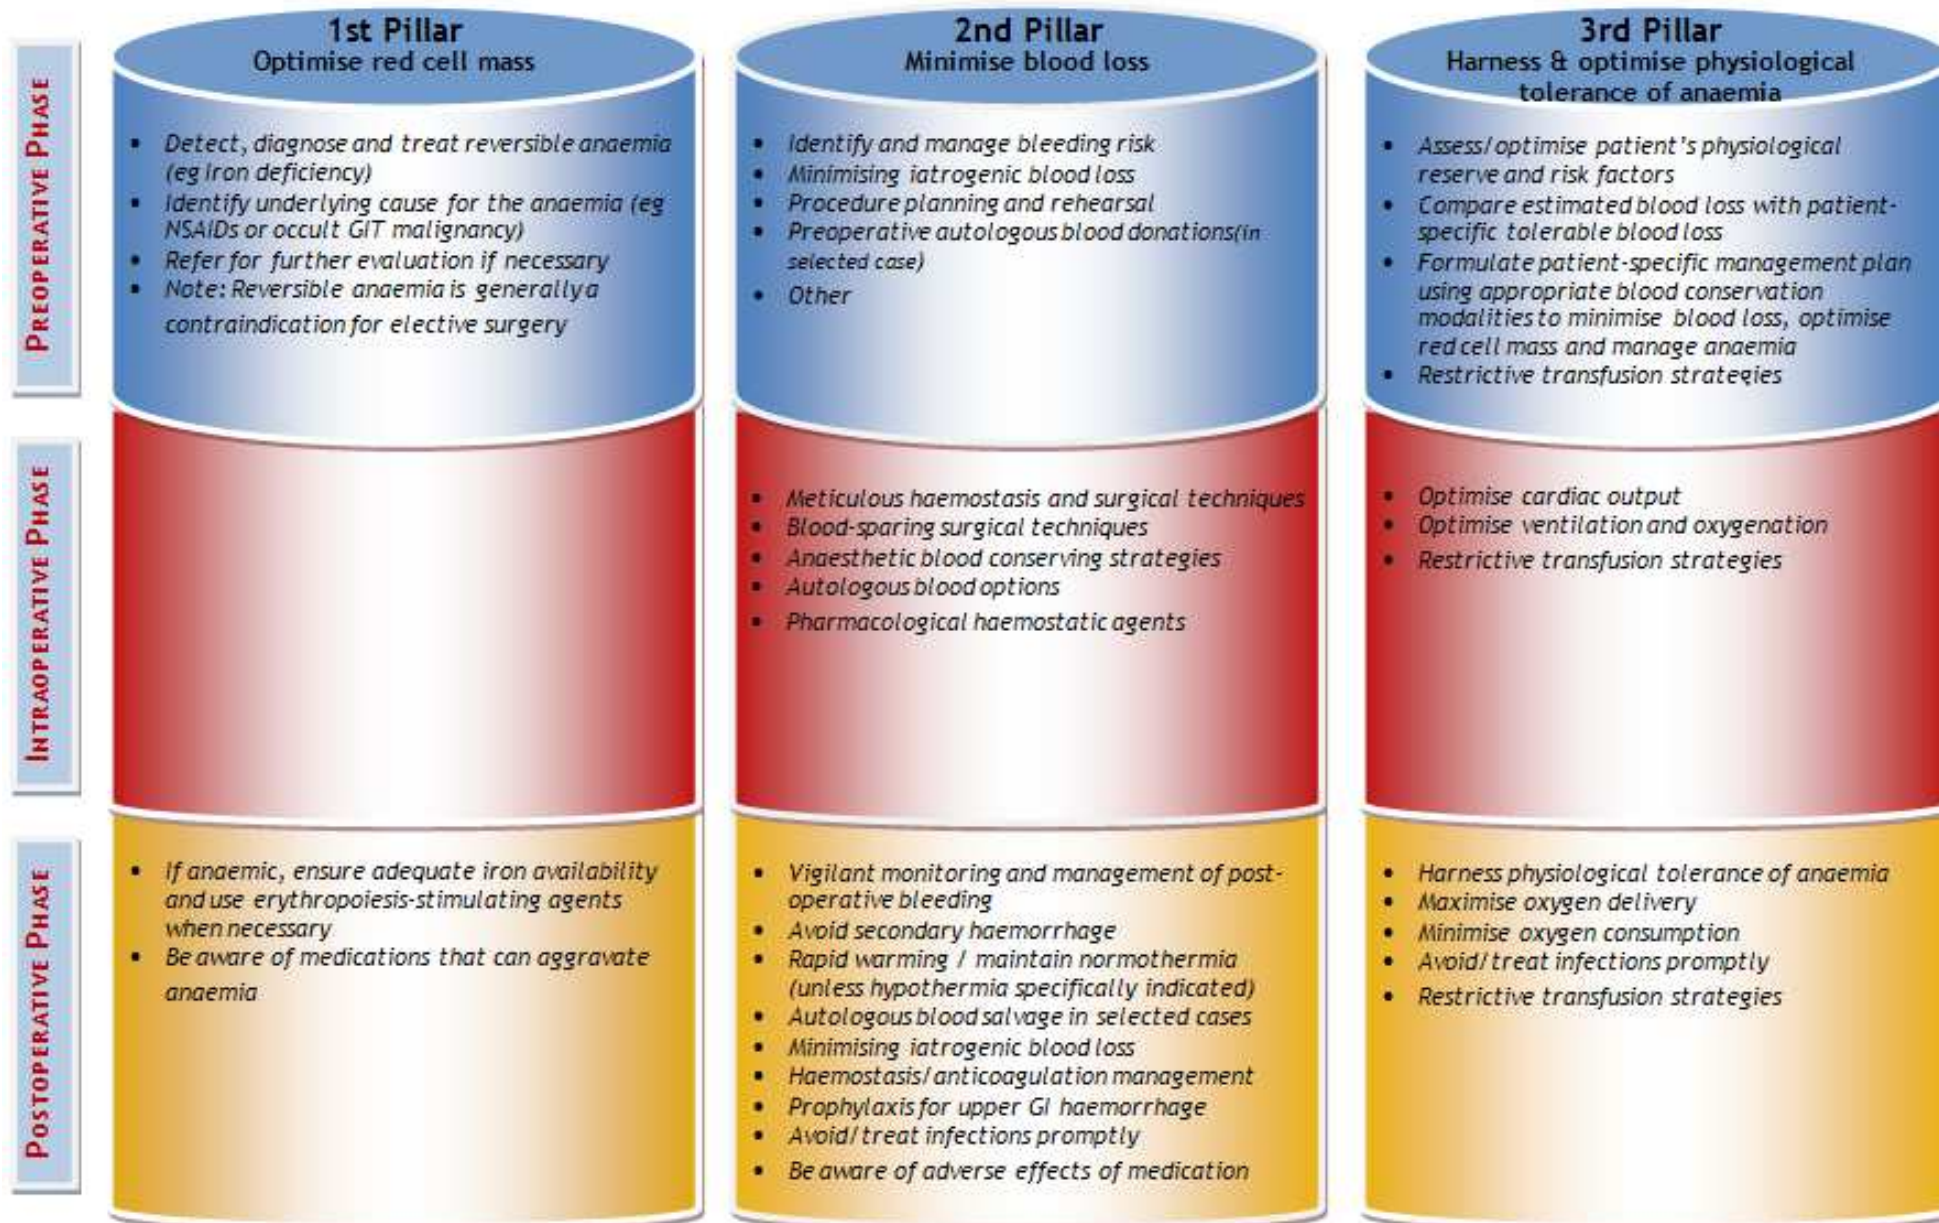 1st Pillar
Optimise red cell mass
2nd Pillar
Minimise blood loss
3rd Pillar
Harness & optimise physiological
tolerance of anaemia
PREOPERATIVE PHASE
• Detect, diagnose and treat reversible anaemia
(eg iron deficiency)
• Identify underlying cause for the anaemia (eg
NSAIDs or occult GIT malignancy)
• Refer for further evaluation if necessary
• Note: Reversible anaemia is generally a
contraindication for elective surgery
• Identify and manage bleeding risk
• Minimising iatrogenic blood loss
• Procedure planning and rehearsal
• Preoperative autologous blood donations(in
selected case)
• Other
• Assess/optimise patient's physiological
reserve and risk factors
• Compare estimated blood loss with patient-
specific tolerable blood loss
• Formulate patient-specific management plan
using appropriate blood conservation
modalities to minimise blood loss, optimise
red cell mass and manage anaemia
• Restrictive transfusion strategies
INTRAOPERATIVE PHASE
• Meticulous haemostasis and surgical techniques
• Blood-sparing surgical techniques
• Anaesthetic blood conserving strategies
• Autologous blood options
• Pharmacological haemostatic agents
• Optimise cardiac output
• Optimise ventilation and oxygenation
• Restrictive transfusion strategies
POSTOPERATIVE PHASE
• If anaemic, ensure adequate iron availability
and use erythropoiesis-stimulating agents
when necessary
• Be aware of medications that can aggravate
anaemia
• Vigilant monitoring and management of post-
operative bleeding
• Avoid secondary haemorrhage
• Rapid warming / maintain normothermia
(unless hypothermia specifically indicated)
• Autologous blood salvage in selected cases
• Minimising iatrogenic blood loss
• Haemostasis/anticoagulation management
• Prophylaxis for upper GI haemorrhage
• Avoid/treat infections promptly
• Be aware of adverse effects of medication
• Harness physiological tolerance of anaemia
• Maximise oxygen delivery
• Minimise oxygen consumption
• Avoid/treat infections promptly
• Restrictive transfusion strategies